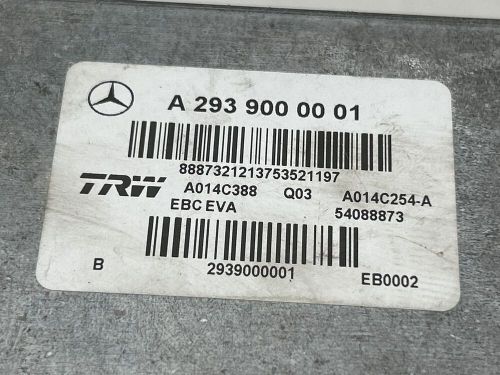 A 293 900 00 01
8887321213753521197
TRW A014C388 Q03 A014C254-A
EBC EVA 54088873
B 2939000001 EB0002